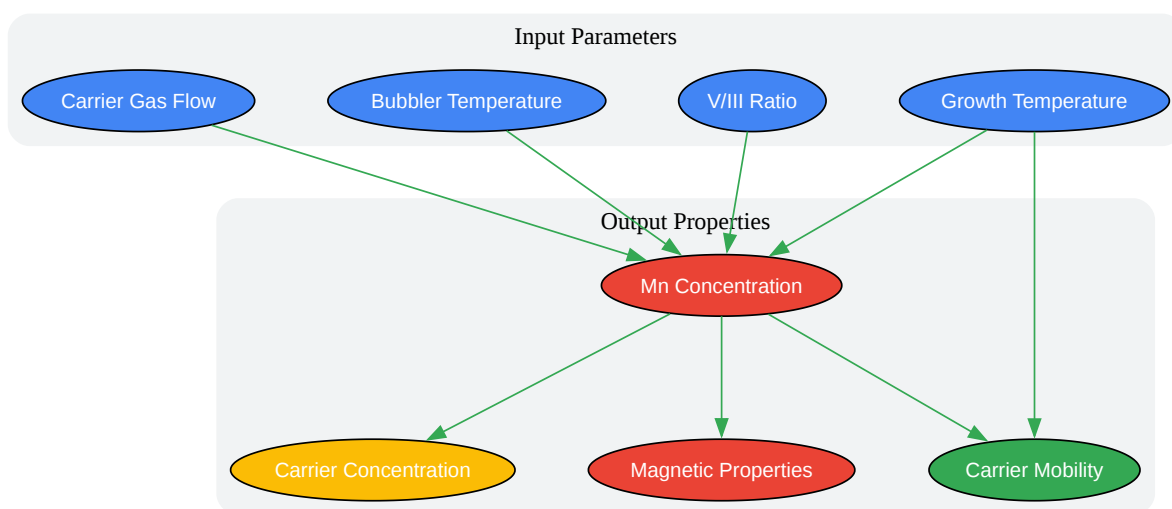 Input Parameters
Carrier Gas Flow
Bubbler Temperature
V/III Ratio
Growth Temperature
Output Properties
Mn Concentration
Carrier Concentration
Magnetic Properties
Carrier Mobility